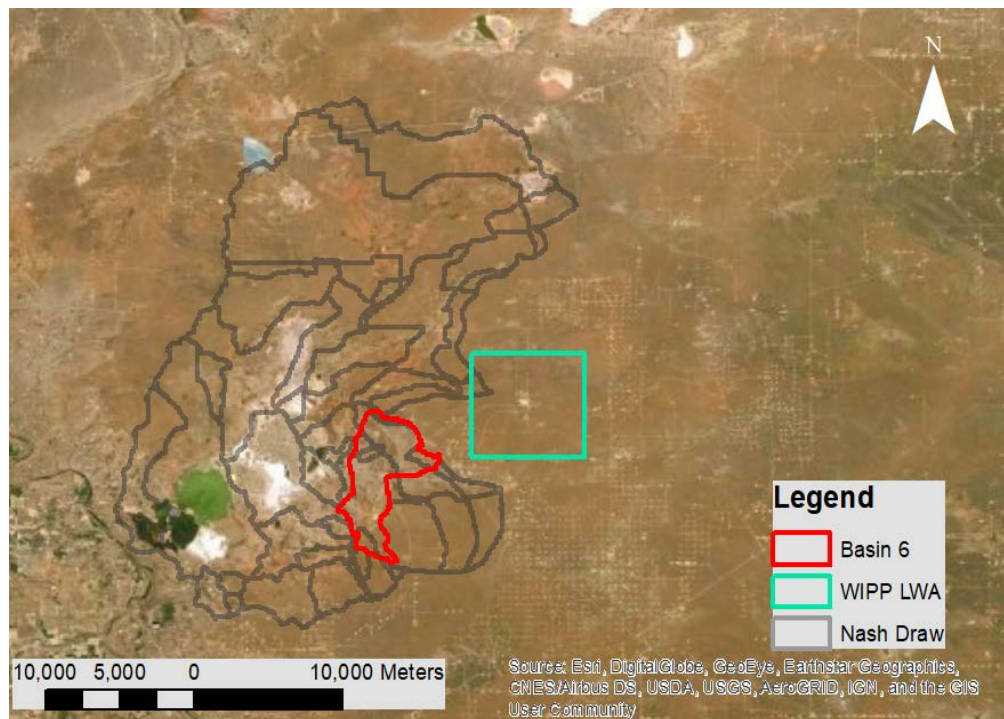 N
Legend
Basin 6
WIPP LWA
Nash Draw
10,000 5,000 0 10,000 Meters
Source: Esri, DigitalGlobe, GeoEye, Earthstar Geographics,
CNES/Airbus DS, USDA, USGS, AeroGRID, IGN, and the GIS
User Community